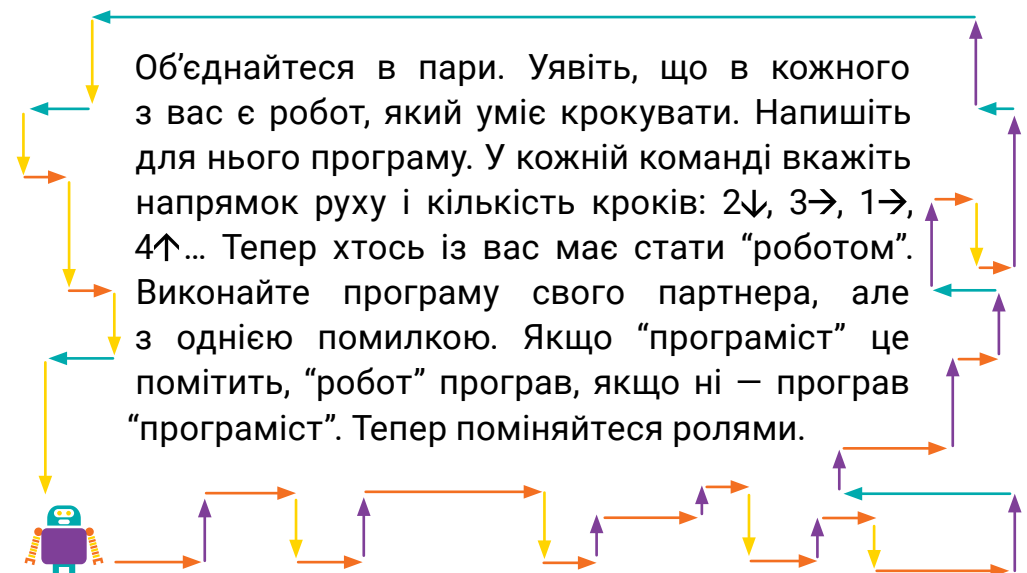 Об’єднайтеся в пари. Уявіть, що в кожного
з вас є робот, який уміє крокувати. Напишіть
для нього програму. У кожній команді вкажіть
напрямок руху і кількість кроків: 2↓, 3→, 1→,
4↑... Тепер хтось із вас має стати “роботом”.
Виконайте програму свого партнера, але
з однією помилкою. Якщо “програміст” це
помітить, “робот” програв, якщо ні — програв
“програміст”. Тепер поміняйтеся ролями.